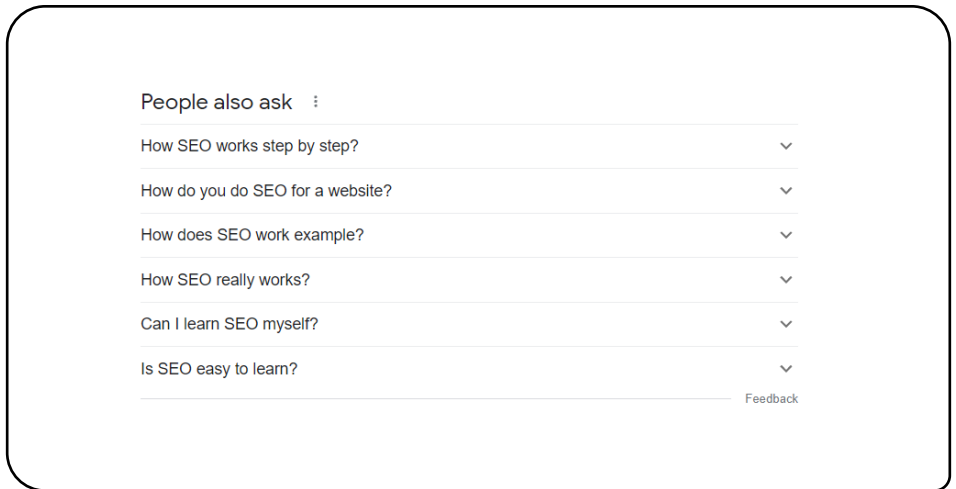 People also ask
How SEO works step by step?
How do you do SEO for a website?
How does SEO work example?
How SEO really works?
Can I learn SEO myself?
Is SEO easy to learn?
Feedback